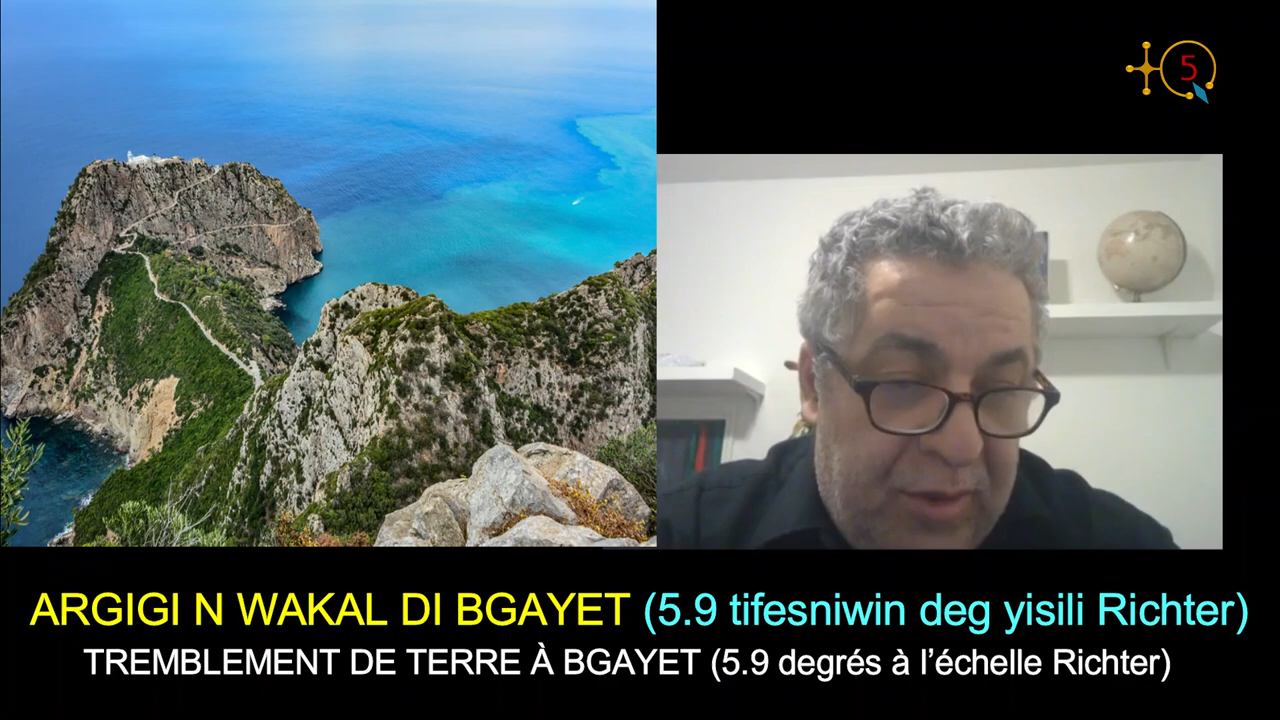 5
ARGIGI N WAKAL DI BGAYET (5.9 tifesniwin deg yisili Richter)
TREMBLEMENT DE TERRE À BGAYET (5.9 degrés à l’échelle Richter)